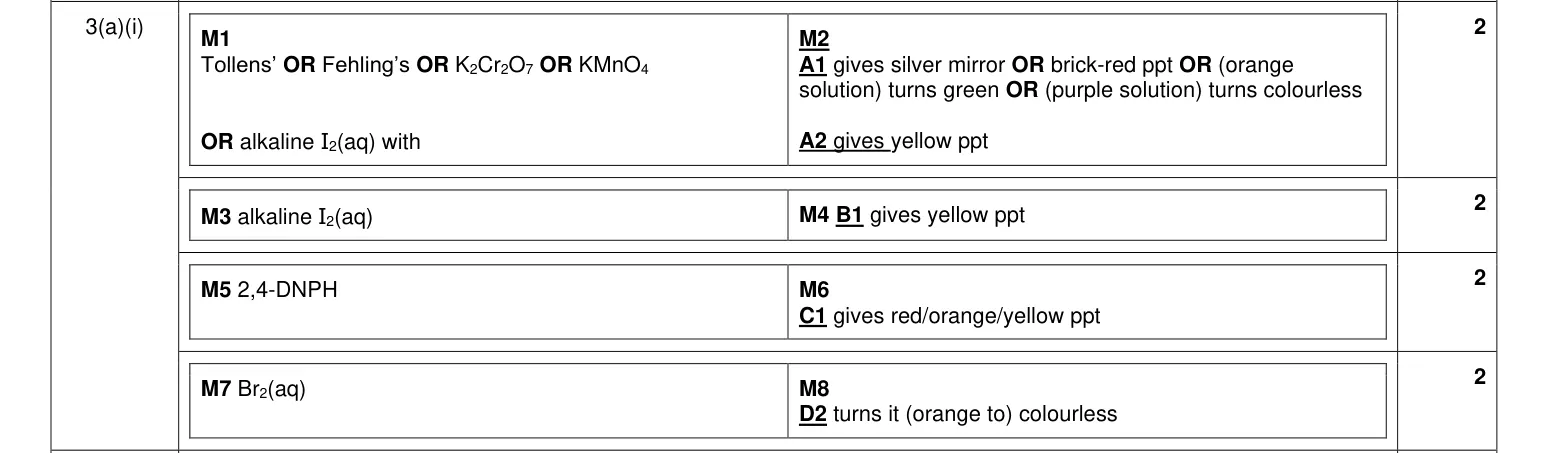 3(a)(i)
M1
Tollens’ OR Fehling’s OR K₂Cr₂O₇ OR KMnO₄
OR alkaline I₂(aq) with
M2
A1 gives silver mirror OR brick-red ppt OR (orange
solution) turns green OR (purple solution) turns colourless
A2 gives yellow ppt
2
M3 alkaline I₂(aq)
M4 B1 gives yellow ppt
2
M5 2,4-DNPH
M6
C1 gives red/orange/yellow ppt
2
M7 Br₂(aq)
M8
D2 turns it (orange to) colourless
2